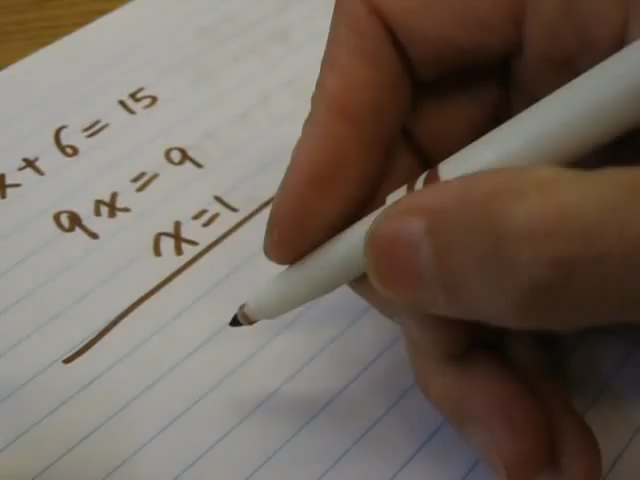 x + 6 = 15
9x = 9
x = 1